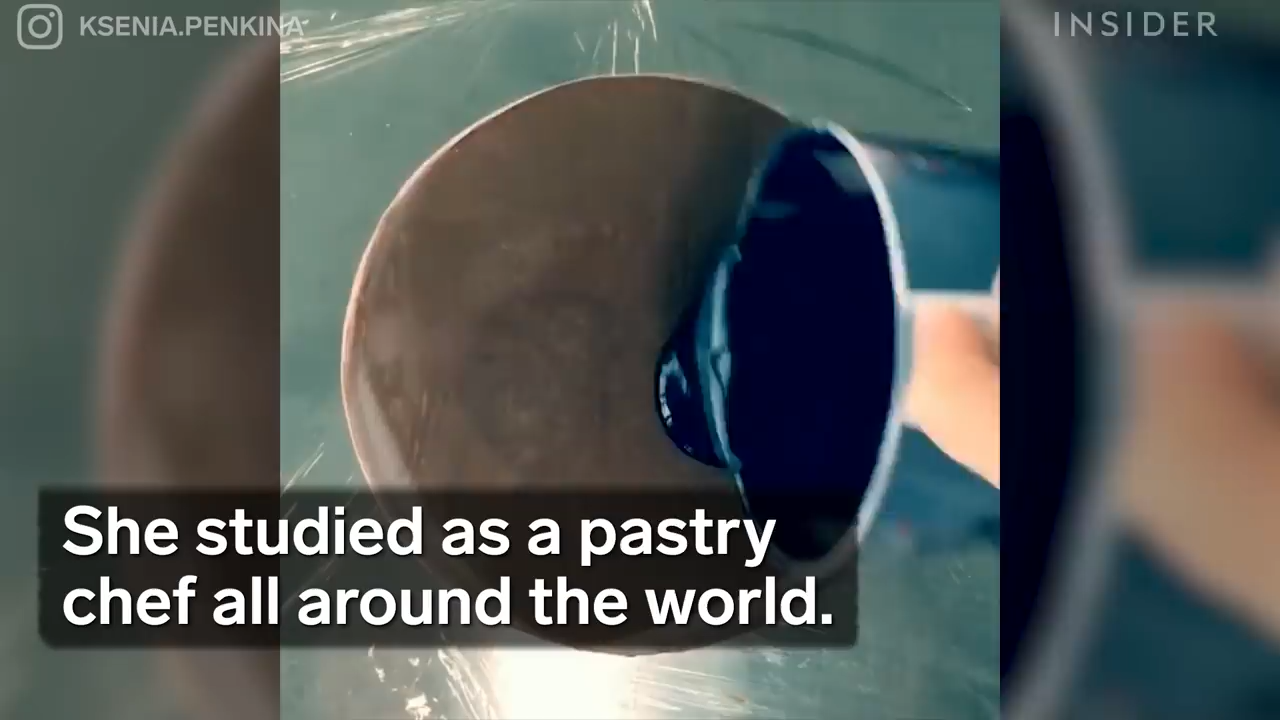 KSENIA.PENKINA
INSIDER
She studied as a pastry
chef all around the world.